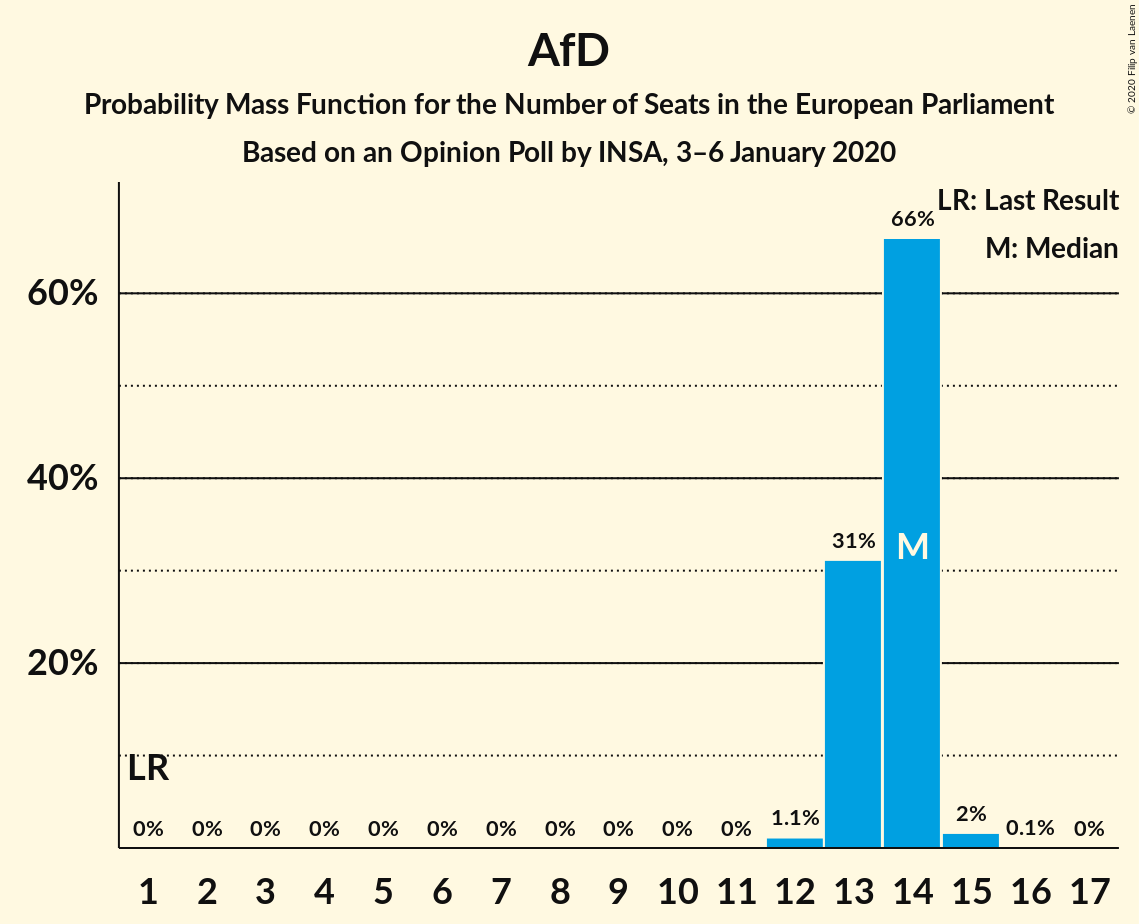 AfD
Probability Mass Function for the Number of Seats in the European Parliament
Based on an Opinion Poll by INSA, 3–6 January 2020
© 2020 Filip van Laenen
LR: Last Result
M: Median
60%
40%
20%
LR
M
0% 0% 0% 0% 0% 0% 0% 0% 0% 0% 0% 1.1% 31% 66% 2% 0.1% 0%
1 2 3 4 5 6 7 8 9 10 11 12 13 14 15 16 17